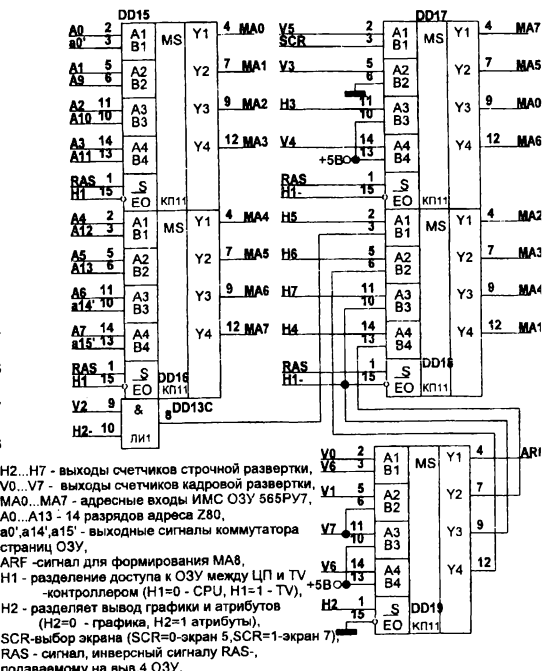 DD15
A0 2 A1 MS Y1 4 MA0
a0' 3 B1
A1 5 A2 Y2 7 MA1
A9 6 B2
A2 11 A3 Y3 9 MA2
A10 10 B3
A3 14 A4 Y4 12 MA3
A11 13 B4
RAS 1 S
H1 15 EO КП11
A4 2 A1 MS Y1 4 MA4
A12 3 B1
A5 5 A2 Y2 7 MA5
A13 6 B2
A6 11 A3 Y3 9 MA6
a14' 10 B3
A7 14 A4 Y4 12 MA7
a15' 13 B4
RAS 1 S DD16
H1 15 EO КП11
V2 9 & DD13C
8
H2- 10 ЛИ1
DD17
V5 2 A1 MS Y1 4 MA7
SCR 3 B1
V3 5 A2 Y2 7 MA5
6 B2
H3 11 A3 Y3 9 MA0
10 B3
V4 14 A4 Y4 12 MA6
+5В 13 B4
RAS 1 S
H1- 15 EO КП11
H5 2 A1 MS Y1 4 MA2
3 B1
H6 5 A2 Y2 7 MA3
6 B2
H7 11 A3 Y3 9 MA4
10 B3
H4 14 A4 Y4 12 MA1
13 B4
RAS 1 S DD18
H1- 15 EO КП11
V0 2 A1 MS Y1 4 ARF
V6 3 B1
V1 5 A2 Y2 7
6 B2
V7 11 A3 Y3 9
10 B3
V6 14 A4 Y4 12
+5В 13 B4
H2 1 S DD19
15 EO КП11
H2...H7 - выходы счетчиков строчной развертки,
V0...V7 - выходы счетчиков кадровой развертки,
MA0...MA7 - адресные входы ИМС ОЗУ 565РУ7,
A0...A13 - 14 разрядов адреса Z80,
a0',a14',a15' - выходные сигналы коммутатора
страниц ОЗУ,
ARF -сигнал для формирования MA8,
H1 - разделение доступа к ОЗУ между ЦП и TV
-контроллером (H1=0 - CPU, H1=1 - TV),
H2 - разделяет вывод графики и атрибутов
(H2=0 - графика, H2=1 атрибуты),
SCR-выбор экрана (SCR=0-экран 5,SCR=1-экран 7),
RAS - сигнал, инверсный сигналу RAS-,
подаваемому на выв 4 ОЗУ.